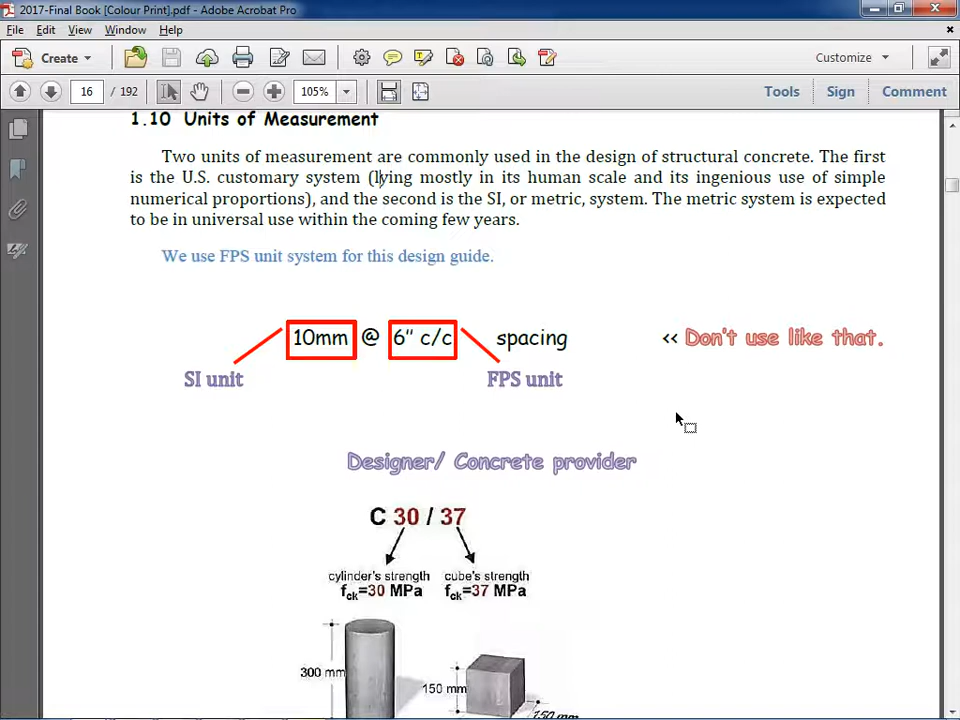 2017-Final Book [Colour Print].pdf - Adobe Acrobat Pro
File Edit View Window Help
Create Customize
16 / 192 105% Tools Sign Comment
1.10 Units of Measurement
Two units of measurement are commonly used in the design of structural concrete. The first
is the U.S. customary system (lying mostly in its human scale and its ingenious use of simple
numerical proportions), and the second is the SI, or metric, system. The metric system is expected
to be in universal use within the coming few years.
We use FPS unit system for this design guide.
10mm @ 6" c/c spacing << Don't use like that.
SI unit FPS unit
Designer/ Concrete provider
C 30 / 37
cylinder's strength cube's strength
fck=30 MPa fck=37 MPa
300 mm
150 mm
150 mm